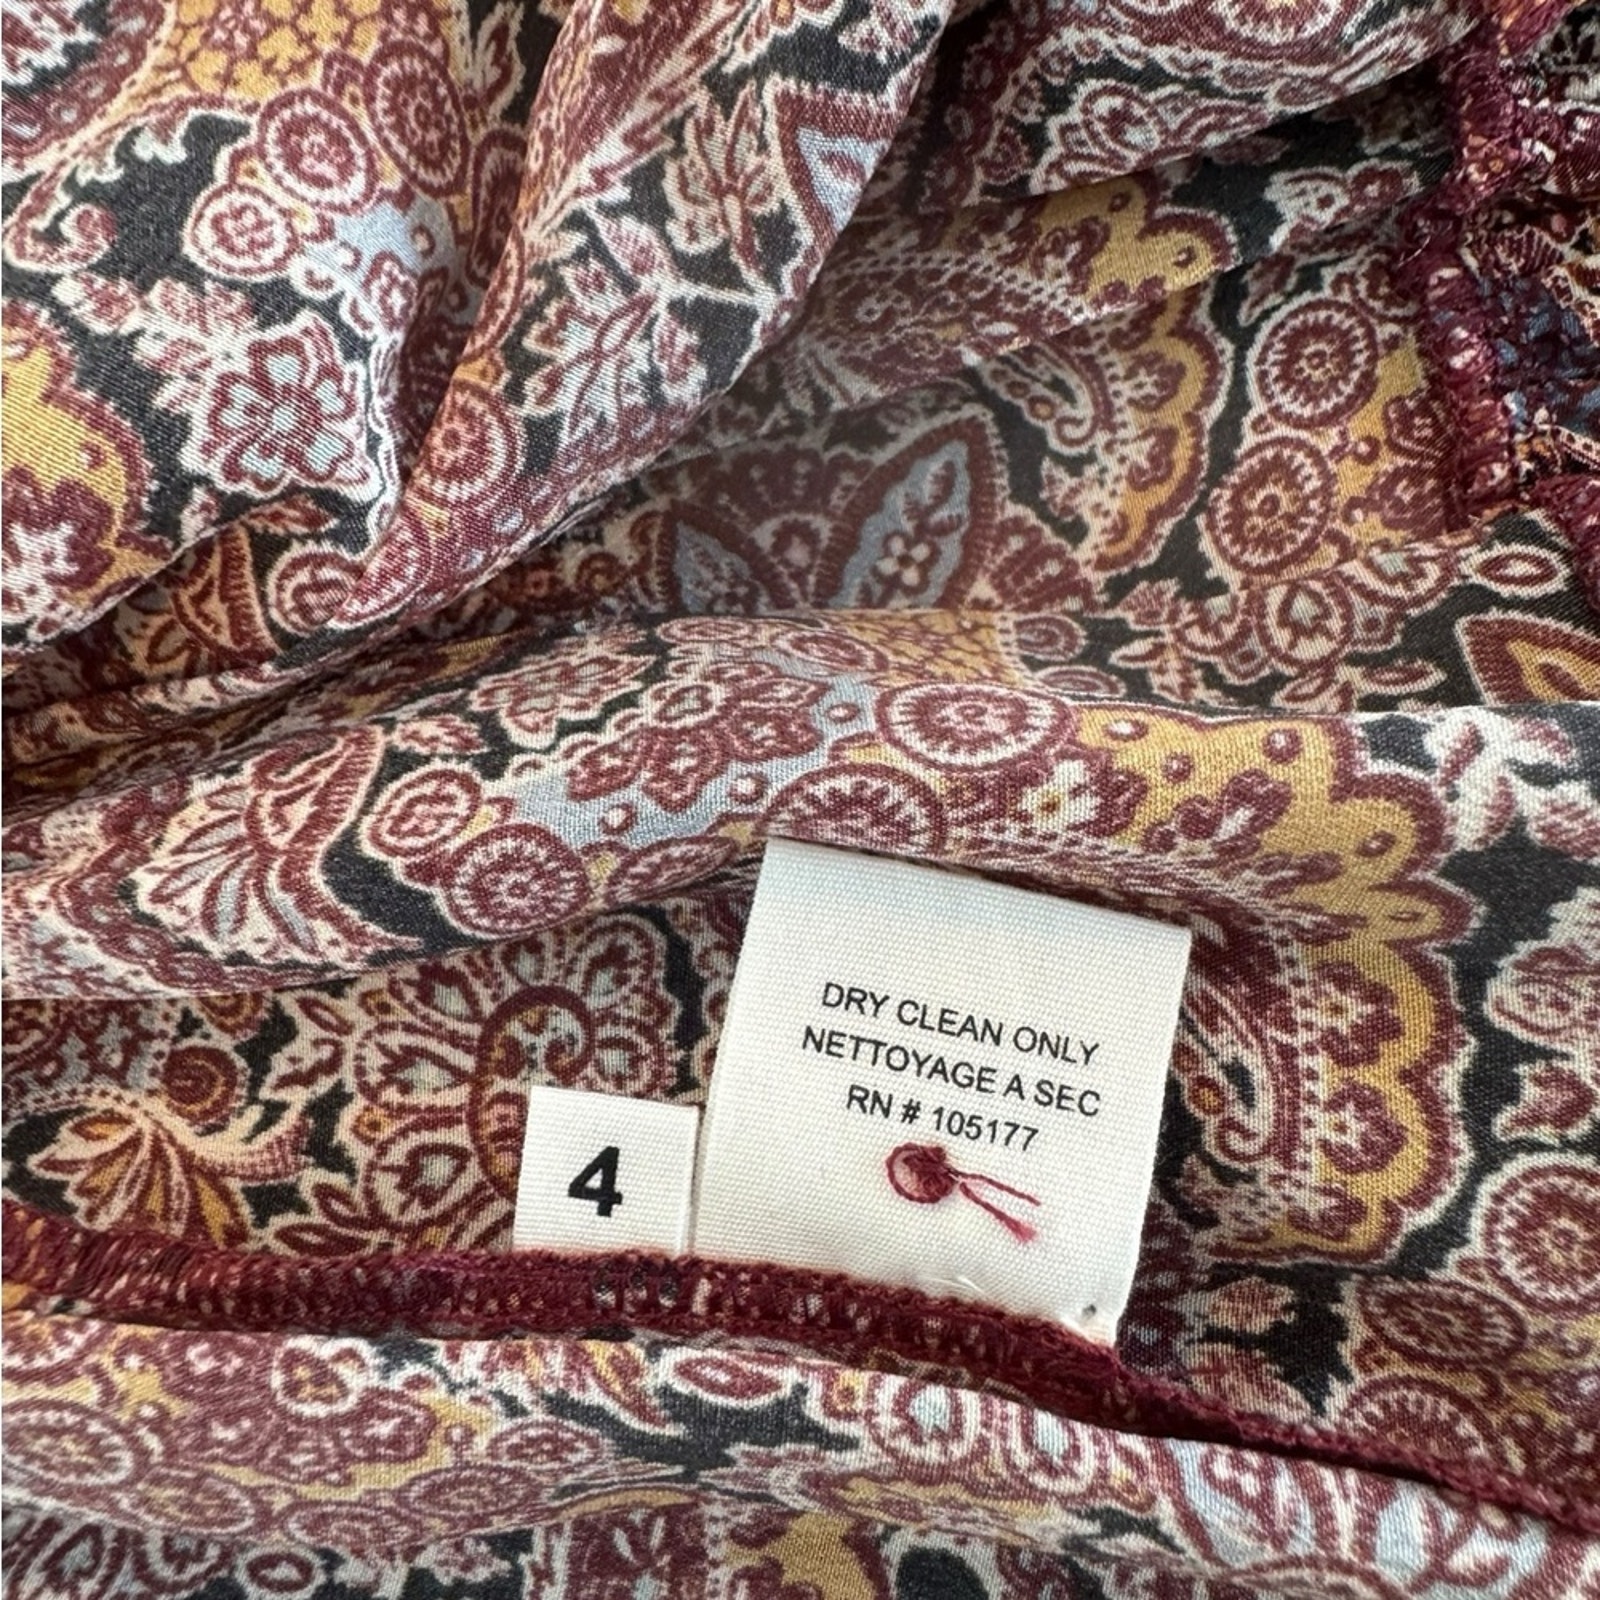 DRY CLEAN ONLY
NETTOYAGE A SEC
RN # 105177
4